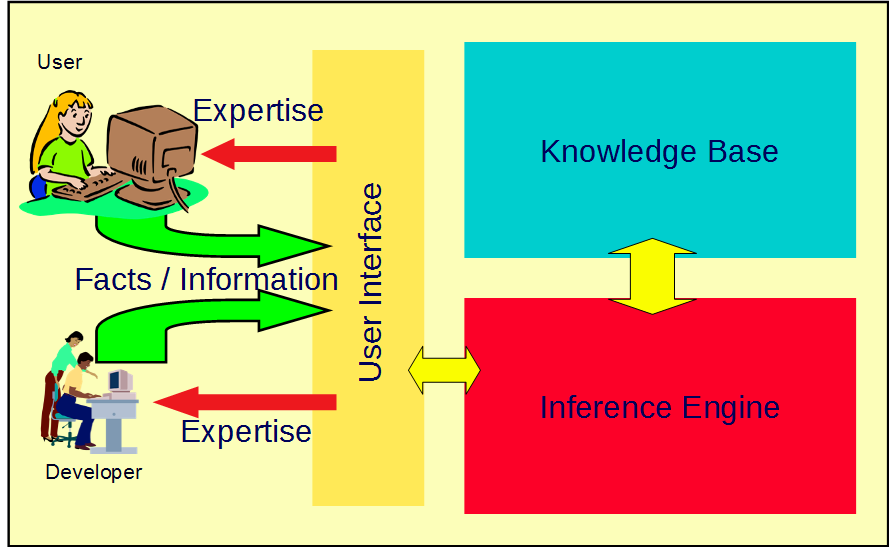 User
Expertise
Knowledge Base
User Interface
Facts / Information
Inference Engine
Expertise
Developer